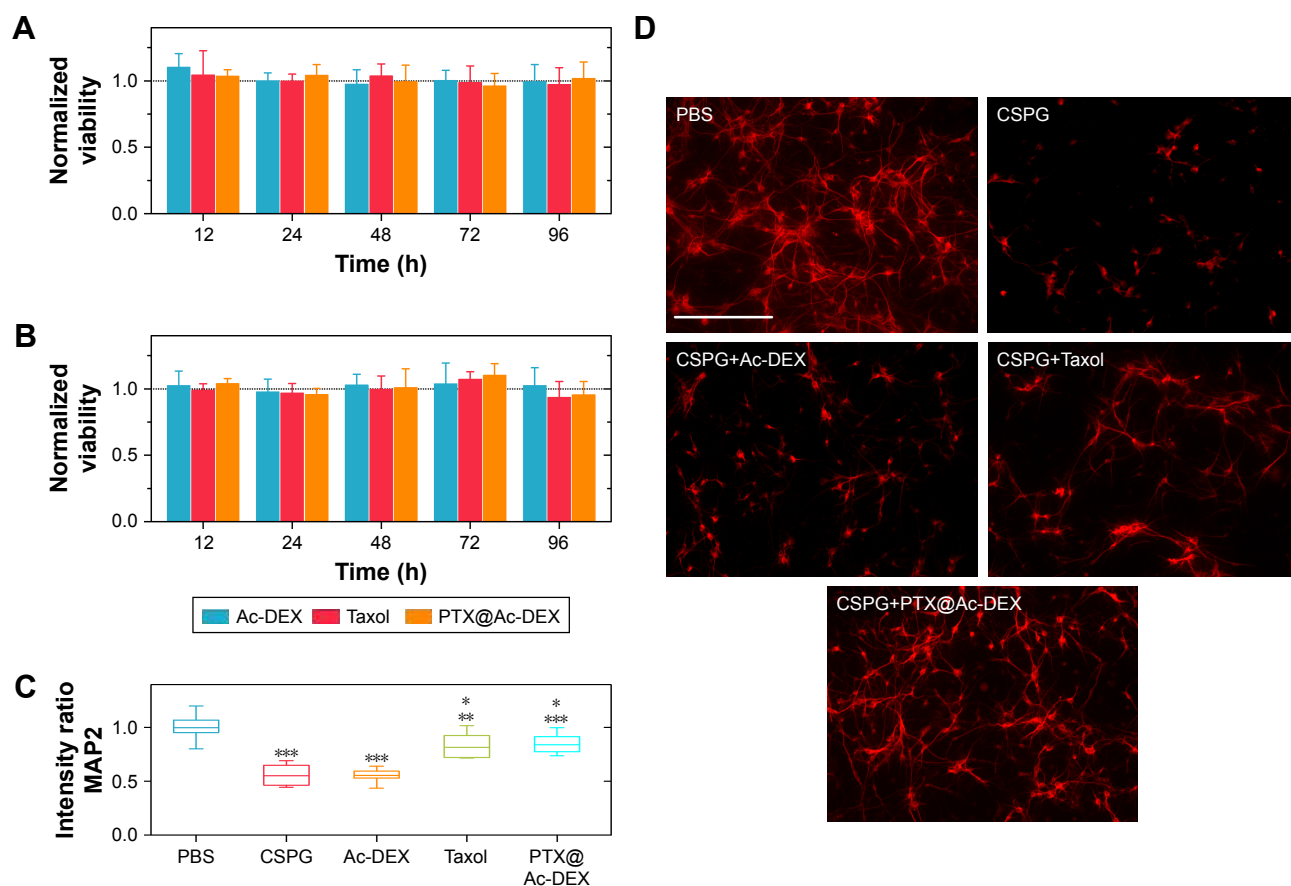 A
Normalized
viability
1.0
0.5
0.0
12 24 48 72 96
Time (h)
B
Normalized
viability
1.0
0.5
0.0
12 24 48 72 96
Time (h)
Ac-DEX Taxol PTX@Ac-DEX
C
Intensity ratio
MAP2
1.0
0.5
0.0
*** *** * ** * ***
PBS CSPG Ac-DEX Taxol PTX@
Ac-DEX
D
PBS CSPG
CSPG+Ac-DEX CSPG+Taxol
CSPG+PTX@Ac-DEX